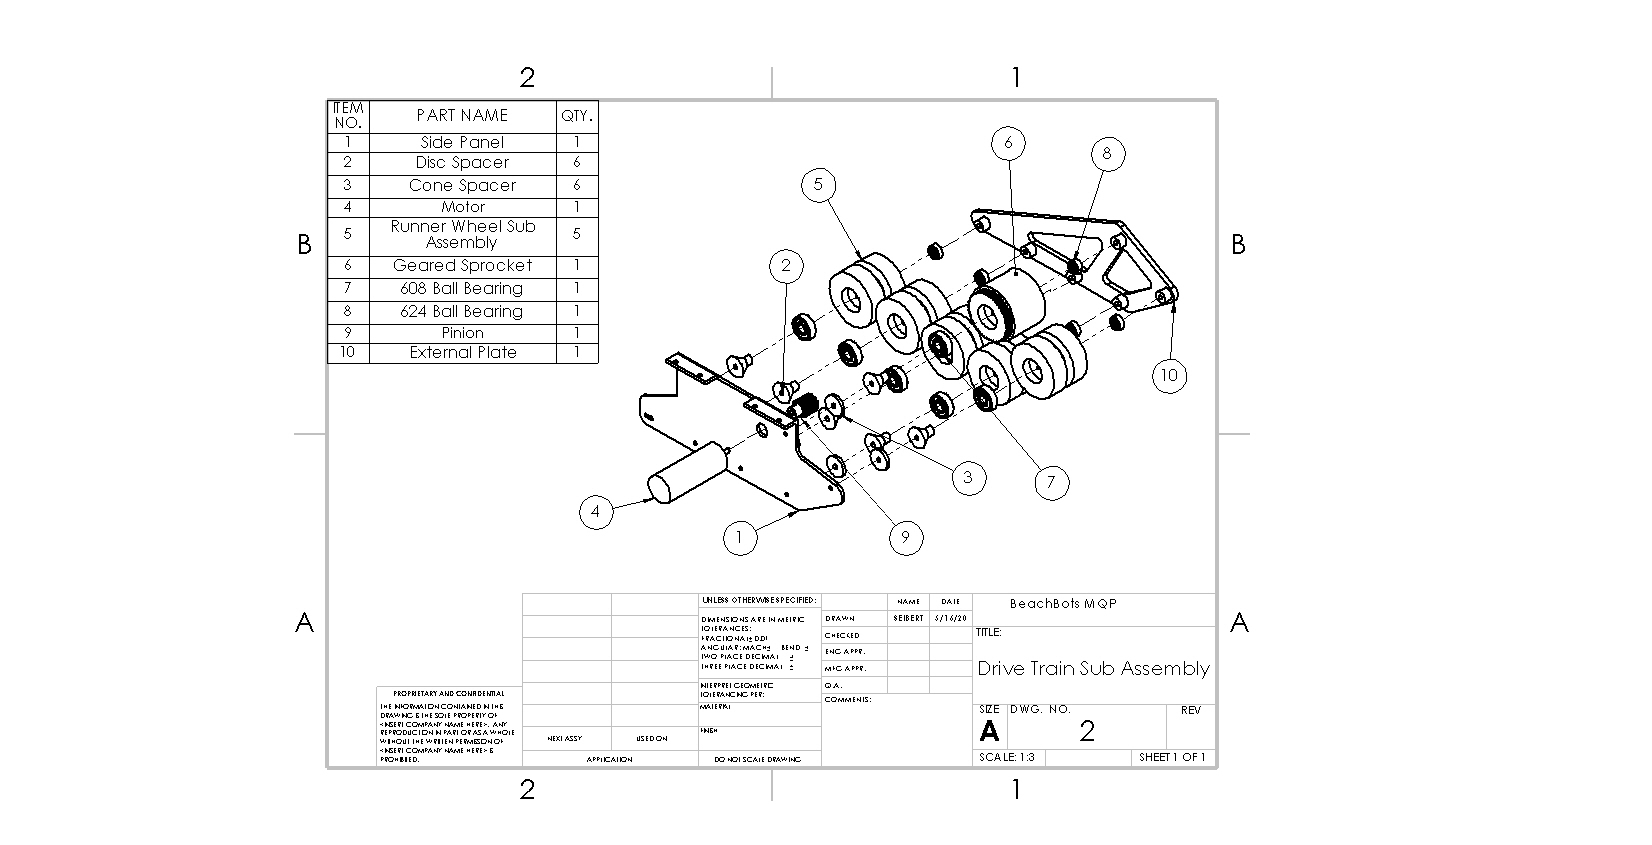 2 1
ITEM NO. PART NAME QTY.
1 Side Panel 1
2 Disc Spacer 6
3 Cone Spacer 6
4 Motor 1
5 Runner Wheel Sub Assembly 5
6 Geared Sprocket 1
7 608 Ball Bearing 1
8 624 Ball Bearing 1
9 Pinion 1
10 External Plate 1
B B
6
8
5
2
10
3
7
4
1
9
A A
UNLESS OTHERWISE SPECIFIED:
DIMENSIONS ARE IN METRIC
TOLERANCES:
FRACTIONAL± 0.01
ANGULAR: MACH± BEND ±
TWO PLACE DECIMAL ±
THREE PLACE DECIMAL ±
INTERPRET GEOMETRIC
TOLERANCING PER:
MATERIAL
FINISH
DO NOT SCALE DRAWING
NAME DATE
DRAWN SEIBERT 5/16/20
CHECKED
ENG APPR.
MFG APPR.
Q.A.
COMMENTS:
BeachBots MQP
TITLE:
Drive Train Sub Assembly
SIZE DWG. NO. REV
A 2
SCALE: 1:3 SHEET 1 OF 1
PROPRIETARY AND CONFIDENTIAL
THE INFORMATION CONTAINED IN THIS
DRAWING IS THE SOLE PROPERTY OF
<INSERT COMPANY NAME HERE>. ANY
REPRODUCTION IN PART OR AS A WHOLE
WITHOUT THE WRITTEN PERMISSION OF
<INSERT COMPANY NAME HERE> IS
PROHIBITED.
NEXT ASSY USED ON
APPLICATION
2 1